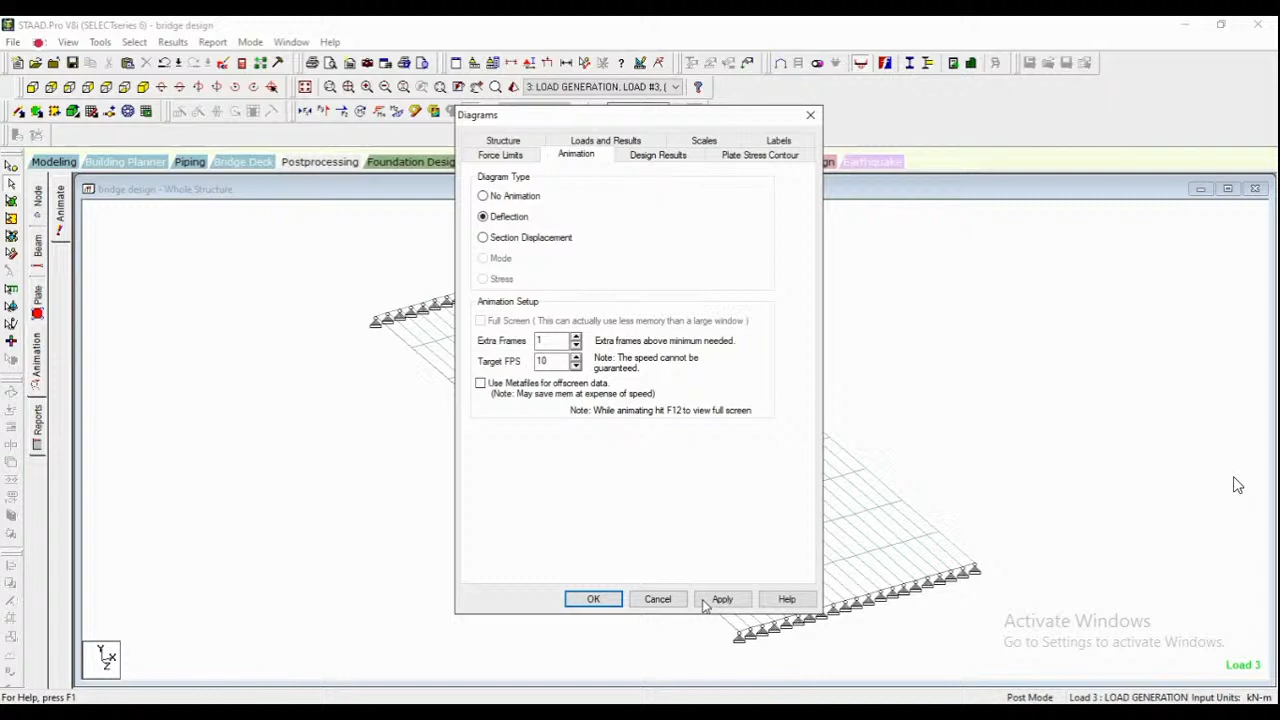 STAAD.Pro V8i (SELECTseries 6) - bridge design
File View Tools Select Results Report Mode Window Help
3: LOAD GENERATION, LOAD #3, (
Modeling Building Planner Piping Bridge Deck Postprocessing Foundation Desig
gn Earthquake
bridge design - Whole Structure
Node
Beam
Plate
Animation
Reports
Animate
Diagrams
Structure Loads and Results Scales Labels
Force Limits Animation Design Results Plate Stress Contour
Diagram Type
No Animation
Deflection
Section Displacement
Mode
Stress
Animation Setup
Full Screen ( This can actually use less memory than a large window )
Extra Frames 1 Extra frames above minimum needed.
Target FPS 10 Note: The speed cannot be
guaranteed.
Use Metafiles for offscreen data.
(Note: May save mem at expense of speed)
Note: While animating hit F12 to view full screen
OK Cancel Apply Help
Y
X
Z
Activate Windows
Go to Settings to activate Windows.
Load 3
For Help, press F1
Post Mode Load 3 : LOAD GENERATION Input Units: kN-m